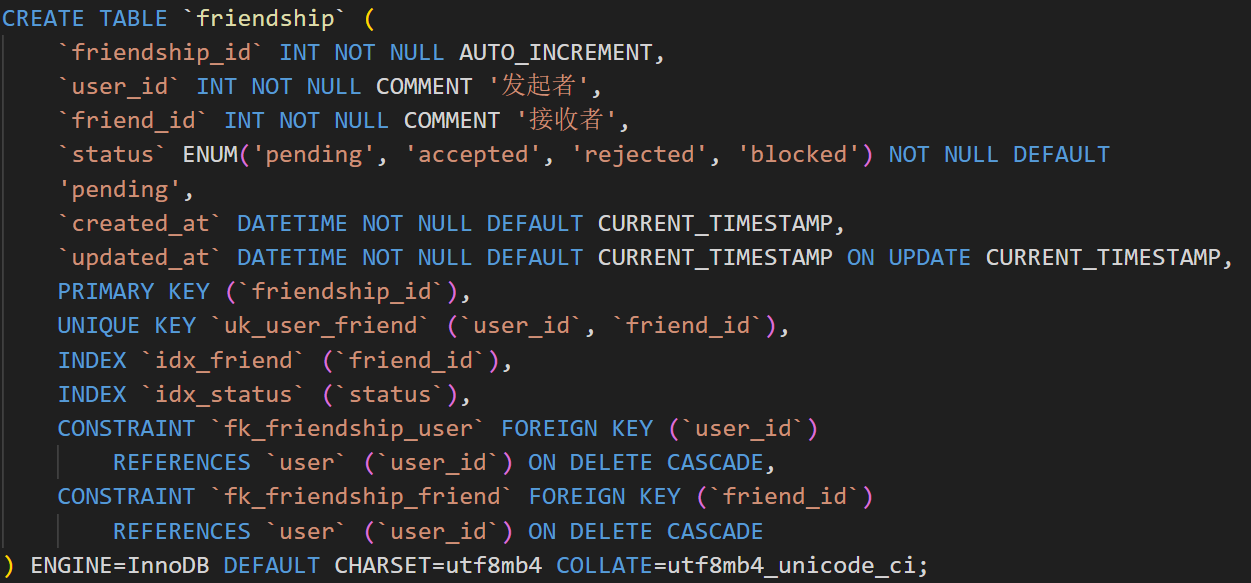 CREATE TABLE `friendship` (
    `friendship_id` INT NOT NULL AUTO_INCREMENT,
    `user_id` INT NOT NULL COMMENT '发起者',
    `friend_id` INT NOT NULL COMMENT '接收者',
    `status` ENUM('pending', 'accepted', 'rejected', 'blocked') NOT NULL DEFAULT
    'pending',
    `created_at` DATETIME NOT NULL DEFAULT CURRENT_TIMESTAMP,
    `updated_at` DATETIME NOT NULL DEFAULT CURRENT_TIMESTAMP ON UPDATE CURRENT_TIMESTAMP,
    PRIMARY KEY (`friendship_id`),
    UNIQUE KEY `uk_user_friend` (`user_id`, `friend_id`),
    INDEX `idx_friend` (`friend_id`),
    INDEX `idx_status` (`status`),
    CONSTRAINT `fk_friendship_user` FOREIGN KEY (`user_id`)
        REFERENCES `user` (`user_id`) ON DELETE CASCADE,
    CONSTRAINT `fk_friendship_friend` FOREIGN KEY (`friend_id`)
        REFERENCES `user` (`user_id`) ON DELETE CASCADE
) ENGINE=InnoDB DEFAULT CHARSET=utf8mb4 COLLATE=utf8mb4_unicode_ci;